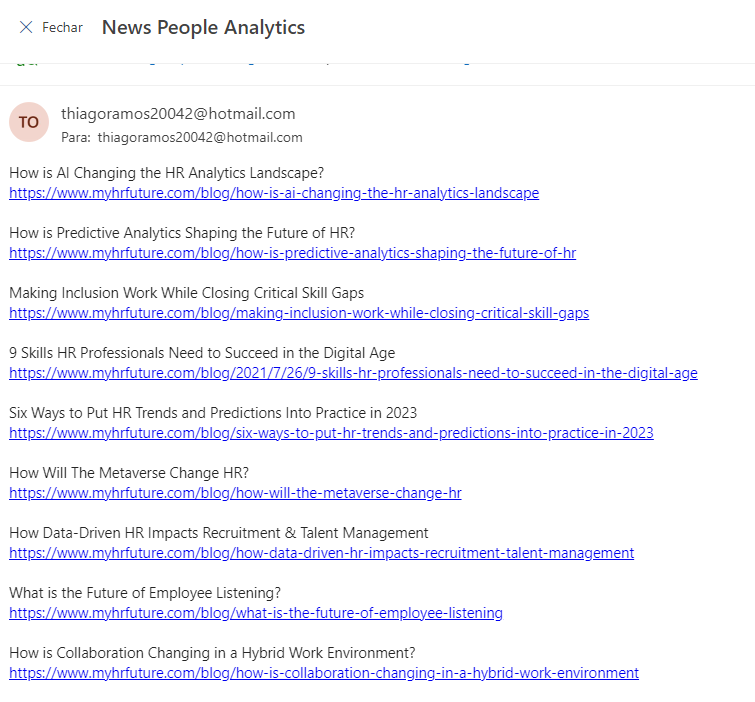 Fechar News People Analytics
TO
thiagoramos20042@hotmail.com
Para: thiagoramos20042@hotmail.com
How is AI Changing the HR Analytics Landscape?
https://www.myhrfuture.com/blog/how-is-ai-changing-the-hr-analytics-landscape
How is Predictive Analytics Shaping the Future of HR?
https://www.myhrfuture.com/blog/how-is-predictive-analytics-shaping-the-future-of-hr
Making Inclusion Work While Closing Critical Skill Gaps
https://www.myhrfuture.com/blog/making-inclusion-work-while-closing-critical-skill-gaps
9 Skills HR Professionals Need to Succeed in the Digital Age
https://www.myhrfuture.com/blog/2021/7/26/9-skills-hr-professionals-need-to-succeed-in-the-digital-age
Six Ways to Put HR Trends and Predictions Into Practice in 2023
https://www.myhrfuture.com/blog/six-ways-to-put-hr-trends-and-predictions-into-practice-in-2023
How Will The Metaverse Change HR?
https://www.myhrfuture.com/blog/how-will-the-metaverse-change-hr
How Data-Driven HR Impacts Recruitment & Talent Management
https://www.myhrfuture.com/blog/how-data-driven-hr-impacts-recruitment-talent-management
What is the Future of Employee Listening?
https://www.myhrfuture.com/blog/what-is-the-future-of-employee-listening
How is Collaboration Changing in a Hybrid Work Environment?
https://www.myhrfuture.com/blog/how-is-collaboration-changing-in-a-hybrid-work-environment